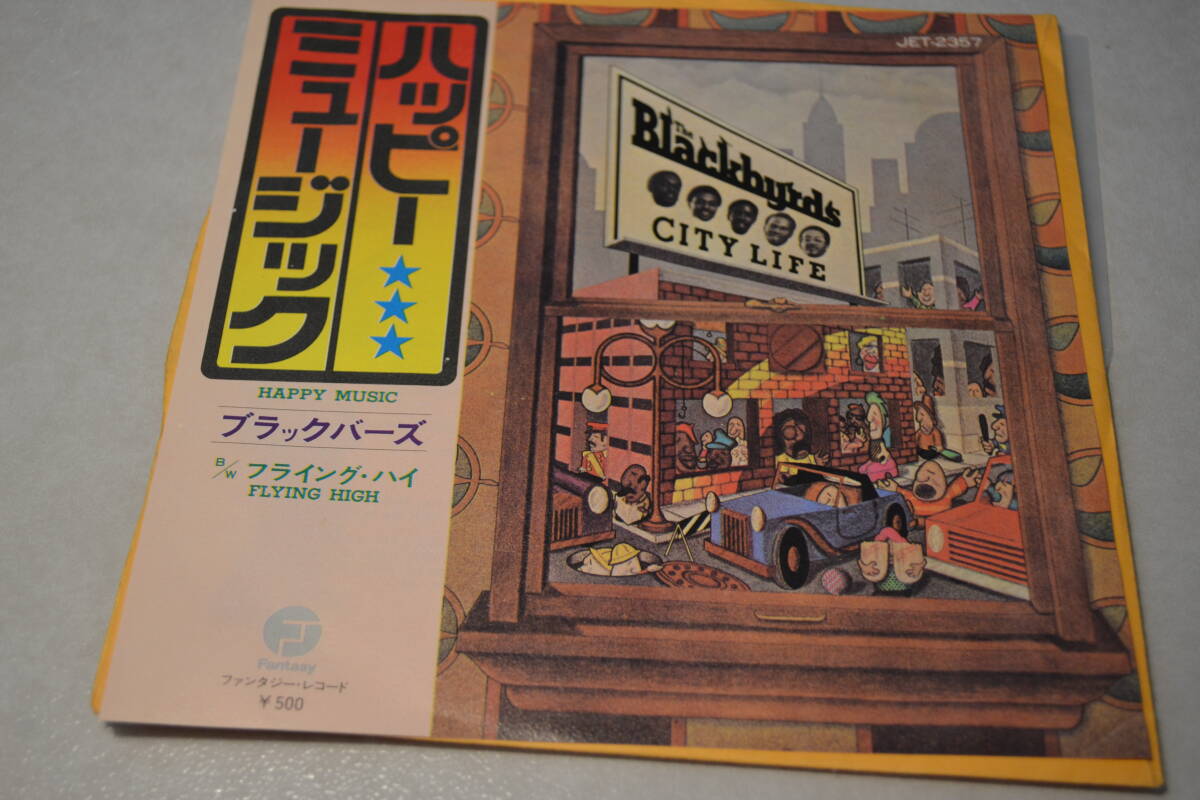 ハッピー★★★
ミュージック
HAPPY MUSIC
ブラックバーズ
B/W フライング・ハイ
FLYING HIGH
Fantasy
ファンタジー・レコード
¥500
JET-2357
The
Blackbyrds
CITY LIFE